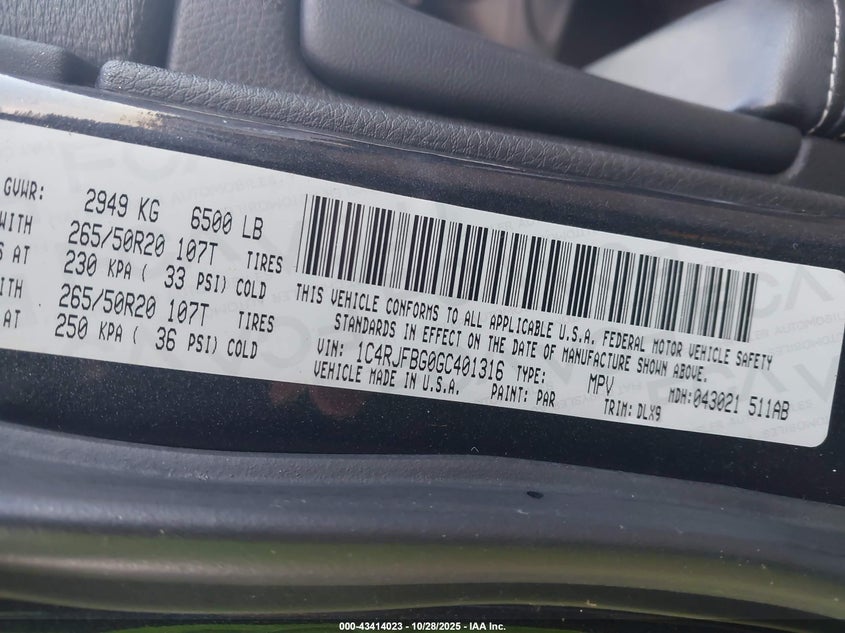 GVWR: 2949 KG 6500 LB
WITH 265/50R20 107T TIRES
S AT 230 KPA ( 33 PSI) COLD
WITH 265/50R20 107T TIRES
AT 250 KPA ( 36 PSI) COLD
THIS VEHICLE CONFORMS TO ALL APPLICABLE U.S.A. FEDERAL MOTOR VEHICLE SAFETY
STANDARDS IN EFFECT ON THE DATE OF MANUFACTURE SHOWN ABOVE.
VIN: 1C4RJFBG0GC401316 TYPE: MPV MDH:043021 511AB
VEHICLE MADE IN U.S.A. PAINT: PAR TRIM: DLX9
000-43414023 / 10/28/2025 - IAA Inc.